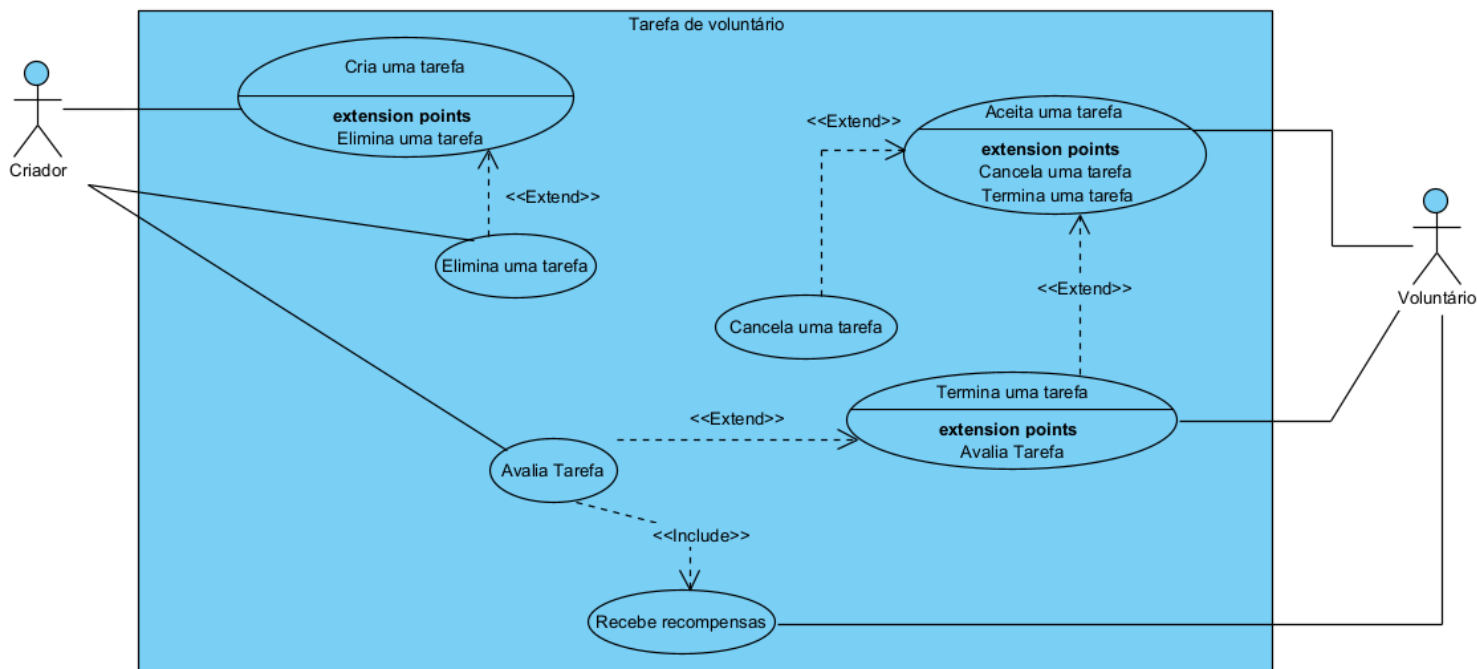 Tarefa de voluntário
Cria uma tarefa
extension points
Elimina uma tarefa
Criador
<<Extend>>
Elimina uma tarefa
<<Extend>>
Aceita uma tarefa
extension points
Cancela uma tarefa
Termina uma tarefa
Voluntário
<<Extend>>
Cancela uma tarefa
<<Extend>>
Termina uma tarefa
extension points
Avalia Tarefa
Avalia Tarefa
<<Include>>
Recebe recompensas